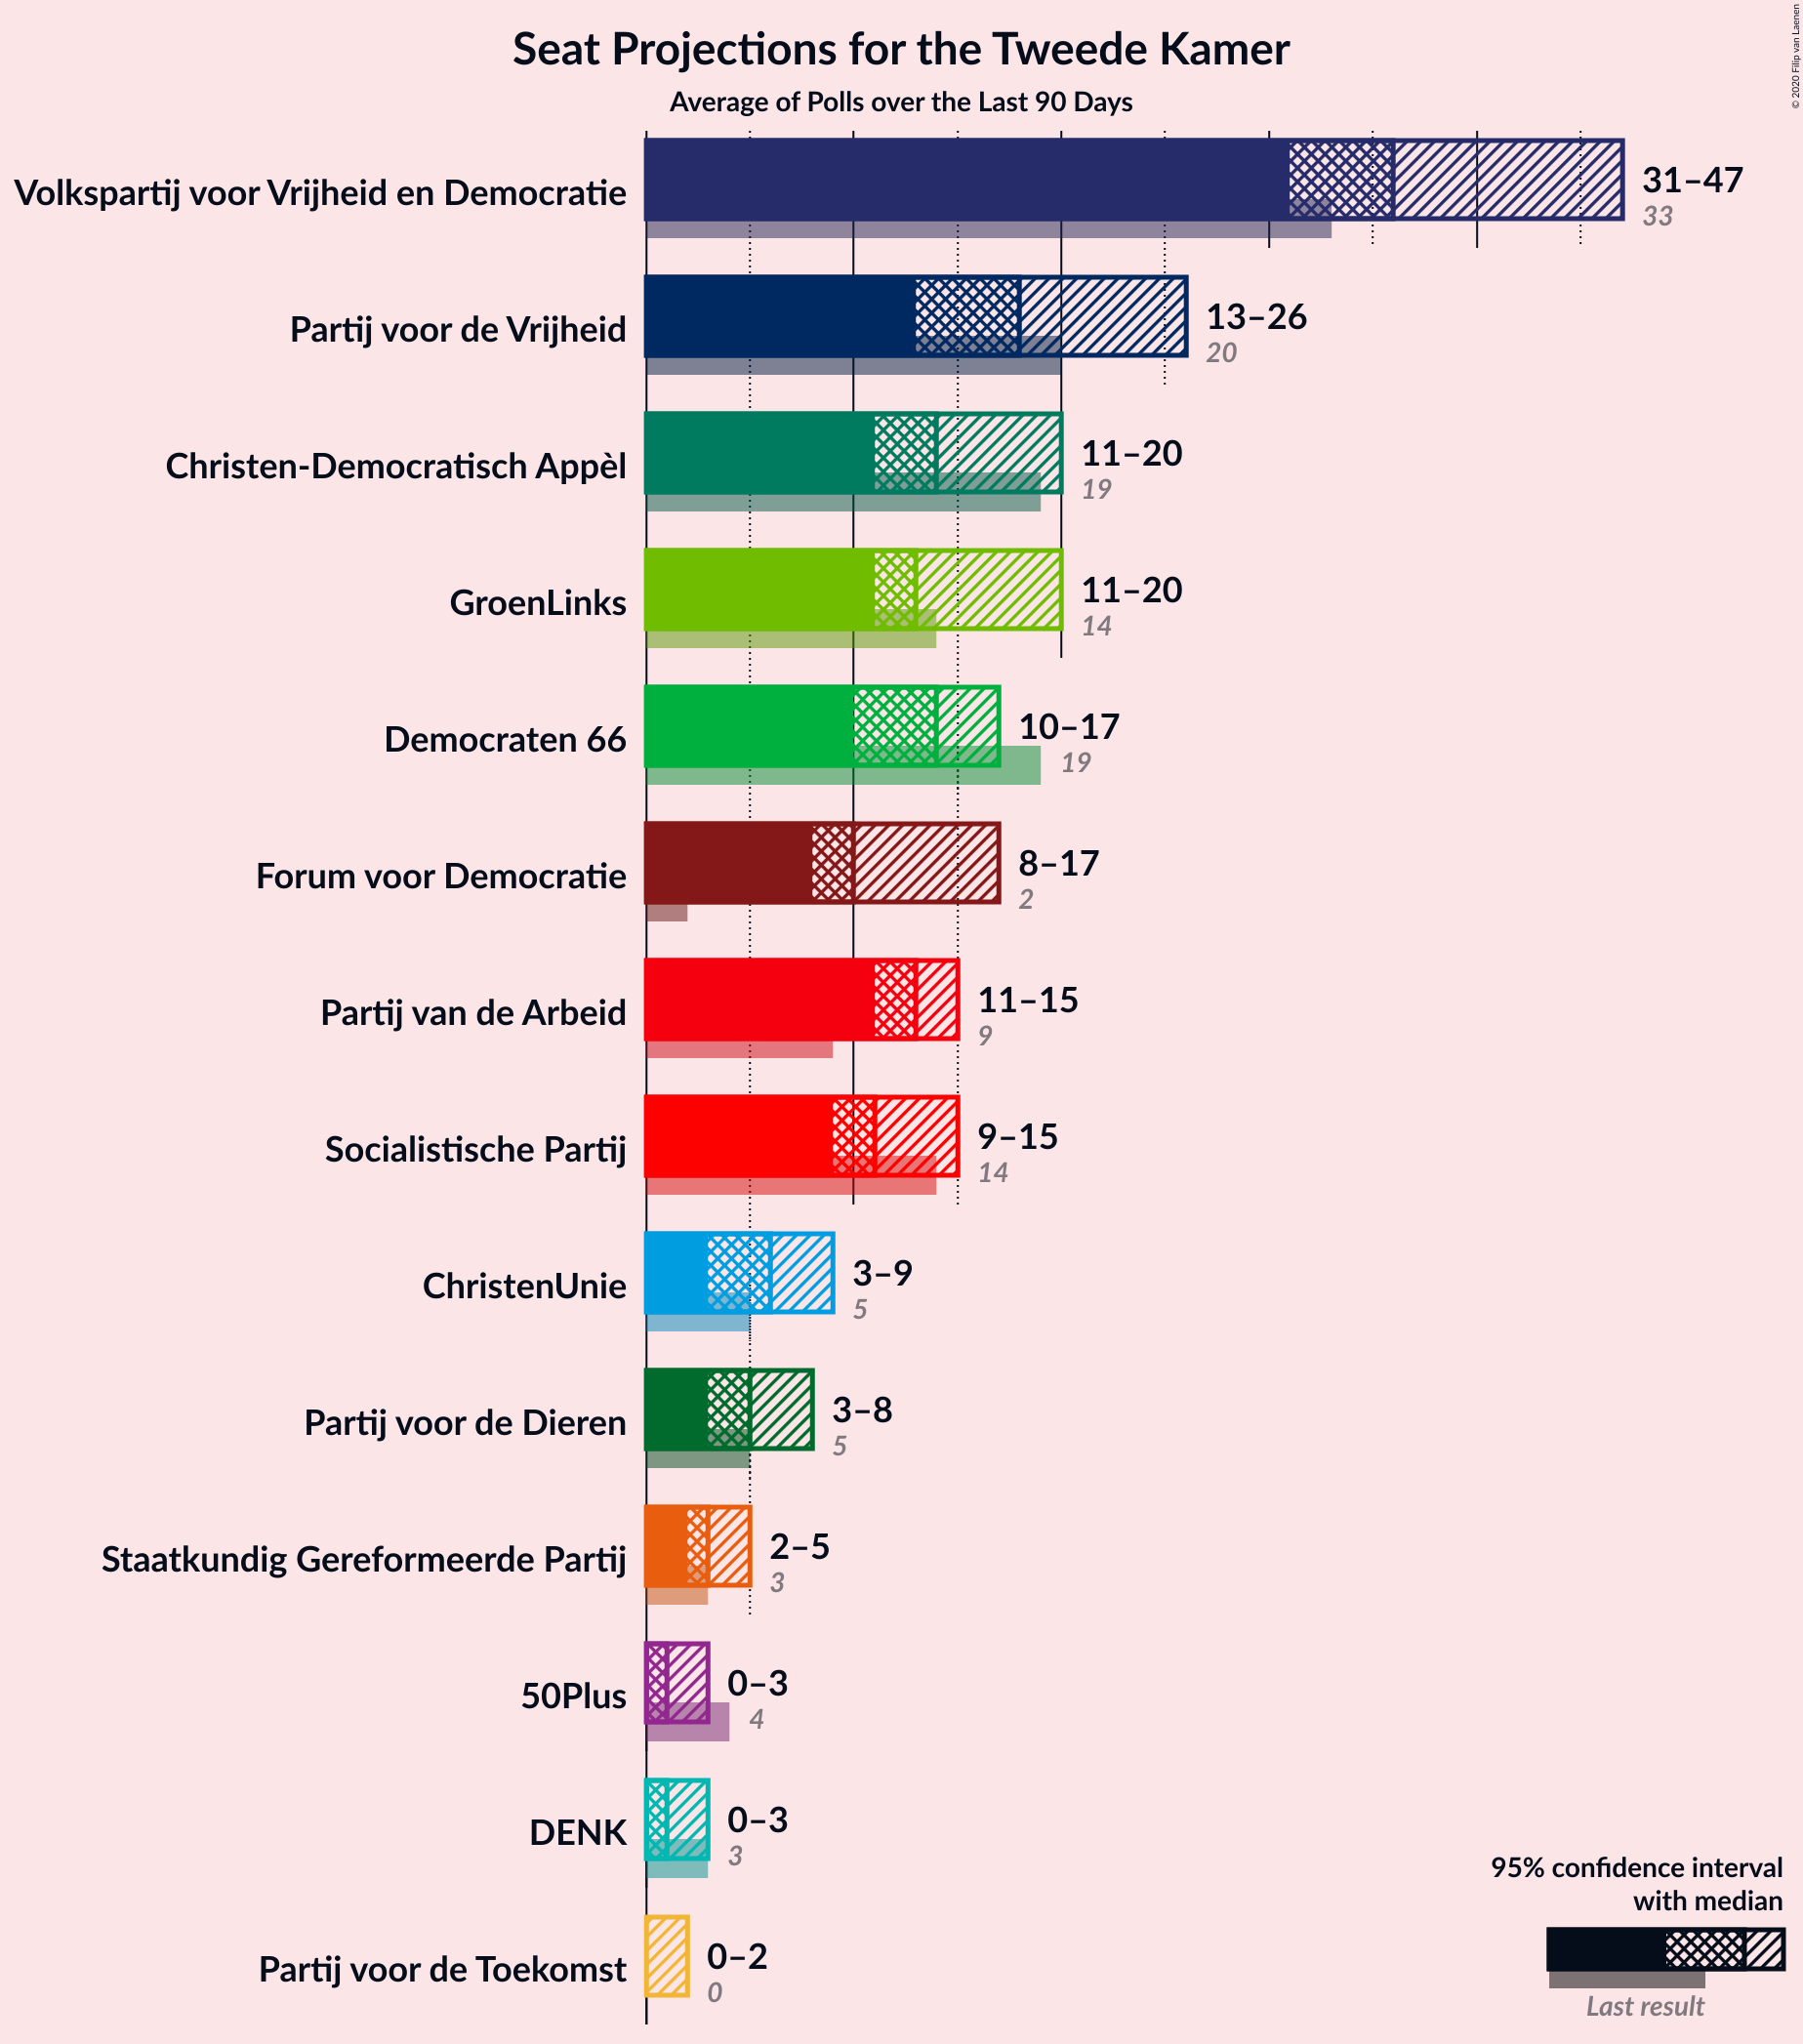 © 2020 Filip van Laenen
Seat Projections for the Tweede Kamer
Average of Polls over the Last 90 Days
Volkspartij voor Vrijheid en Democratie
31–47
33
Partij voor de Vrijheid
13–26
20
Christen-Democratisch Appèl
11–20
19
GroenLinks
11–20
14
Democraten 66
10–17
19
Forum voor Democratie
8–17
2
Partij van de Arbeid
11–15
9
Socialistische Partij
9–15
14
ChristenUnie
3–9
5
Partij voor de Dieren
3–8
5
Staatkundig Gereformeerde Partij
2–5
3
50Plus
0–3
4
DENK
0–3
3
Partij voor de Toekomst
0–2
0
95% confidence interval
with median
Last result